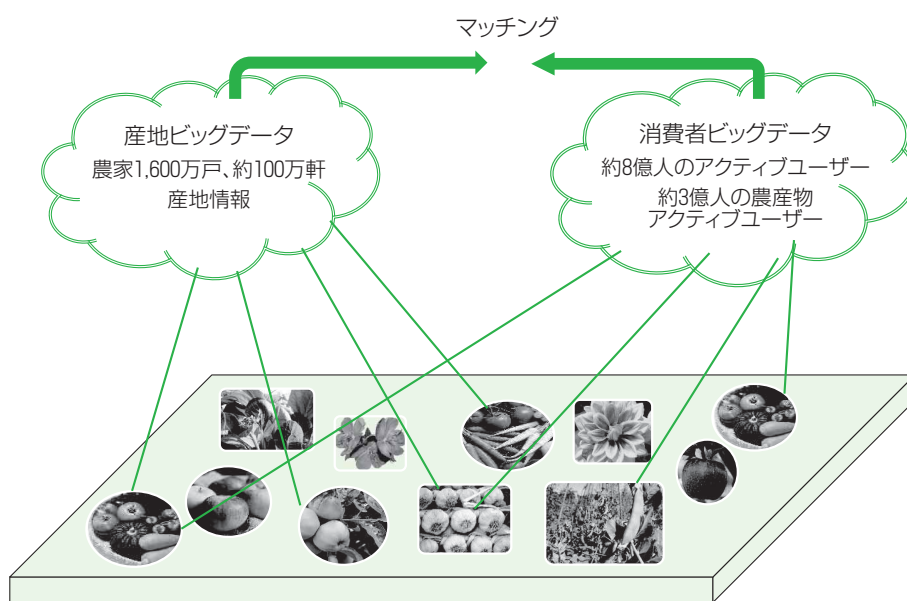 マッチング
産地ビッグデータ
農家1,600万戸、約100万軒
産地情報
消費者ビッグデータ
約8億人のアクティブユーザー
約3億人の農産物
アクティブユーザー